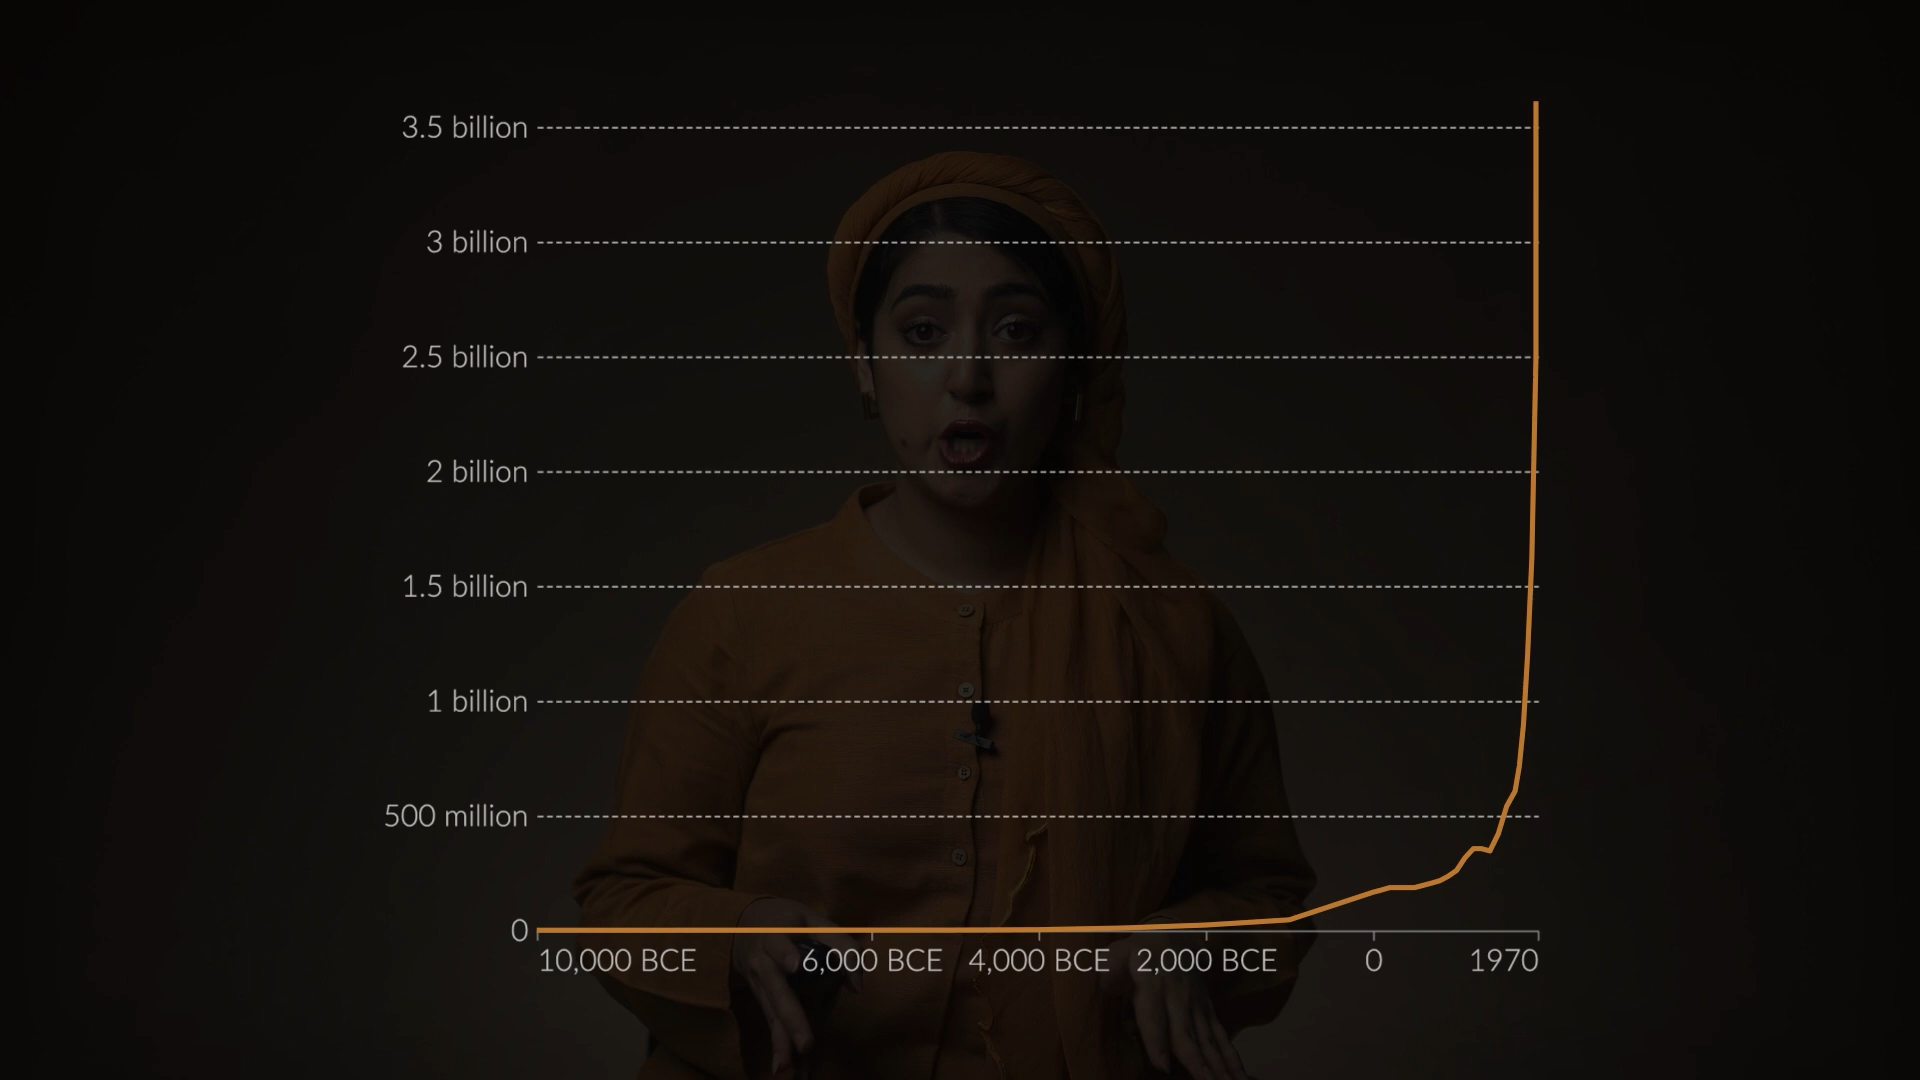 3.5 billion
3 billion
2.5 billion
2 billion
1.5 billion
1 billion
500 million
0
10,000 BCE 6,000 BCE 4,000 BCE 2,000 BCE 0 1970